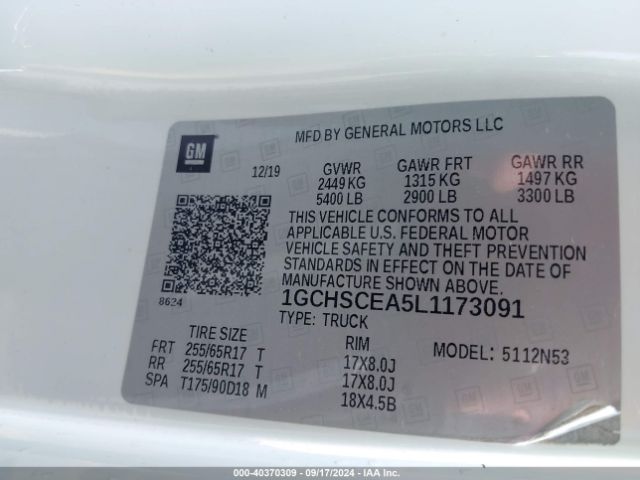 MFD BY GENERAL MOTORS LLC
GM
12/19
GVWR GAWR FRT GAWR RR
2449 KG 1315 KG 1497 KG
5400 LB 2900 LB 3300 LB
THIS VEHICLE CONFORMS TO ALL
APPLICABLE U.S. FEDERAL MOTOR
VEHICLE SAFETY AND THEFT PREVENTION
STANDARDS IN EFFECT ON THE DATE OF
MANUFACTURE SHOWN ABOVE.
8624
1GCHSCEA5L1173091
TYPE: TRUCK
TIRE SIZE RIM MODEL: 5112N53
FRT 255/65R17 T 17X8.0J
RR 255/65R17 T 17X8.0J
SPA T175/90D18 M 18X4.5B
000-40370309 - 09/17/2024 - IAAI.COM